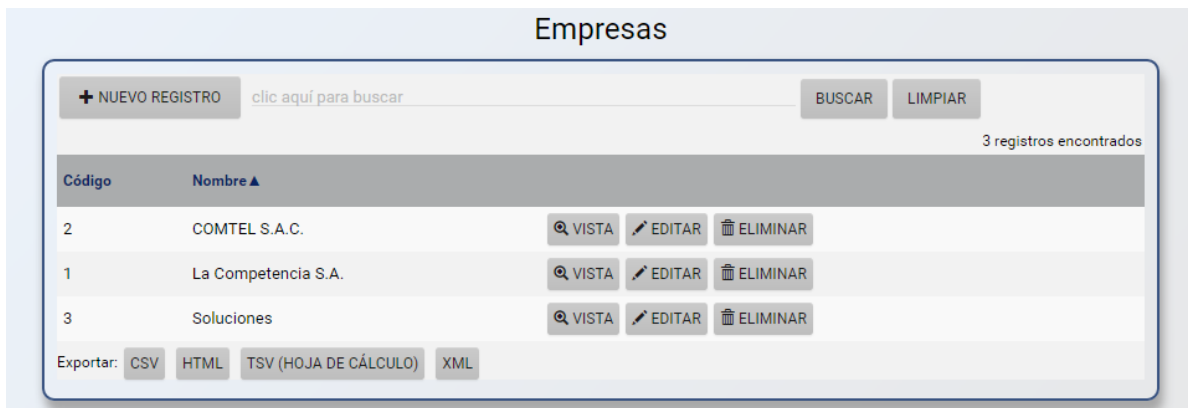 Empresas
+ NUEVO REGISTRO clic aquí para buscar BUSCAR LIMPIAR
3 registros encontrados
Código Nombre▲
2 COMTEL S.A.C. VISTA EDITAR ELIMINAR
1 La Competencia S.A. VISTA EDITAR ELIMINAR
3 Soluciones VISTA EDITAR ELIMINAR
Exportar: CSV HTML TSV (HOJA DE CÁLCULO) XML